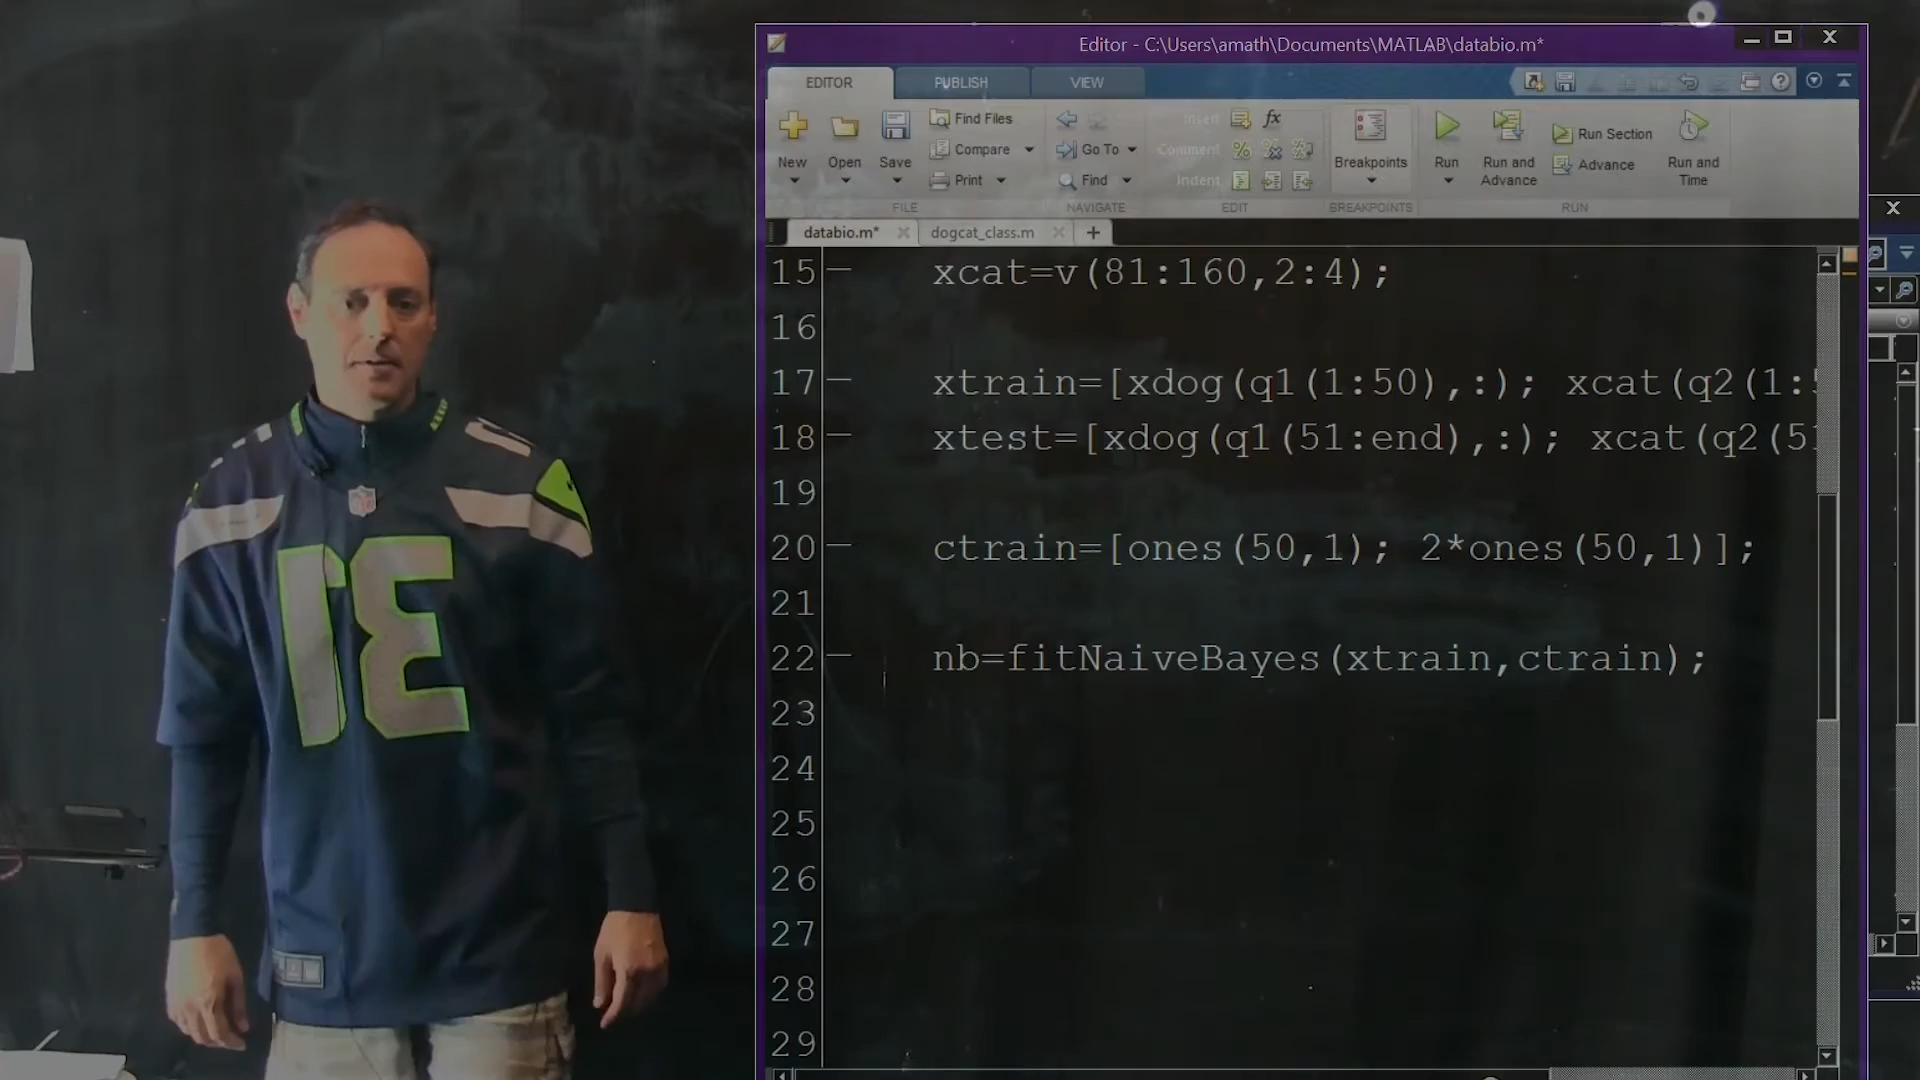 Editor - C:\Users\amath\Documents\MATLAB\databio.m*
EDITOR PUBLISH VIEW
New Open Save Find Files Compare Print
Go To Find
Insert fx Comment Indent
Breakpoints
Run Run and Advance Run Section Advance Run and Time
FILE NAVIGATE EDIT BREAKPOINTS RUN
databio.m* dogcat_class.m +
15 xcat=v(81:160,2:4);
16
17 xtrain=[xdog(q1(1:50),:); xcat(q2(1:
18 xtest=[xdog(q1(51:end),:); xcat(q2(51
19
20 ctrain=[ones(50,1); 2*ones(50,1)];
21
22 nb=fitNaiveBayes(xtrain,ctrain);
23
24
25
26
27
28
29
31